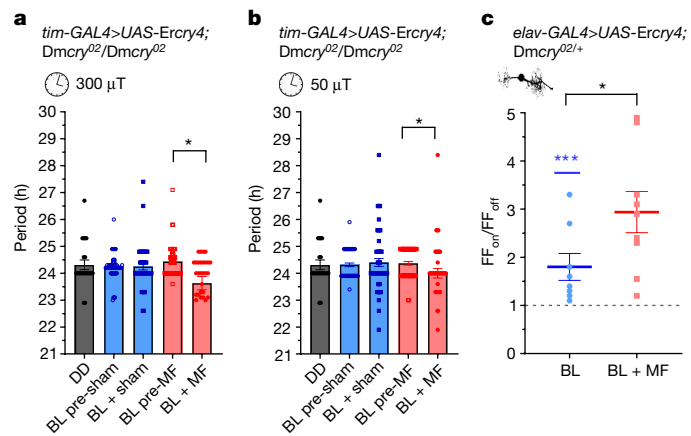 a
tim-GAL4>UAS-Ercry4;
Dmcry02/Dmcry02
300 μT
*
Period (h)
30
29
28
27
26
25
24
23
22
21
DD
BL pre-sham
BL + sham
BL pre-MF
BL + MF
b
tim-GAL4>UAS-Ercry4;
Dmcry02/Dmcry02
50 μT
*
Period (h)
30
29
28
27
26
25
24
23
22
21
DD
BL pre-sham
BL + sham
BL pre-MF
BL + MF
c
elav-GAL4>UAS-Ercry4;
Dmcry02/+
*
***
FFon/FFoff
5
4
3
2
1
0
BL
BL + MF